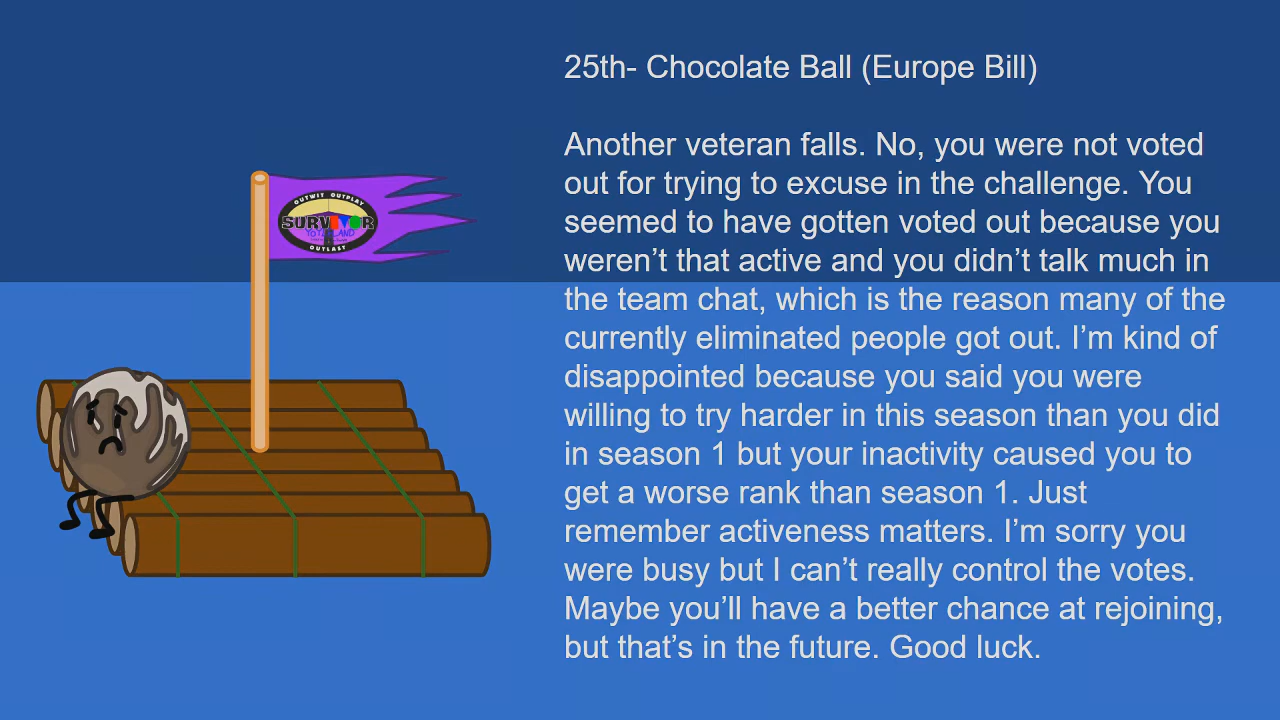 25th- Chocolate Ball (Europe Bill)
Another veteran falls. No, you were not voted
out for trying to excuse in the challenge. You
seemed to have gotten voted out because you
weren't that active and you didn't talk much in
the team chat, which is the reason many of the
currently eliminated people got out. I'm kind of
disappointed because you said you were
willing to try harder in this season than you did
in season 1 but your inactivity caused you to
get a worse rank than season 1. Just
remember activeness matters. I'm sorry you
were busy but I can't really control the votes.
Maybe you'll have a better chance at rejoining,
but that's in the future. Good luck.
OUTWIT OUTPLAY
SURVIVOR
OUTLAST